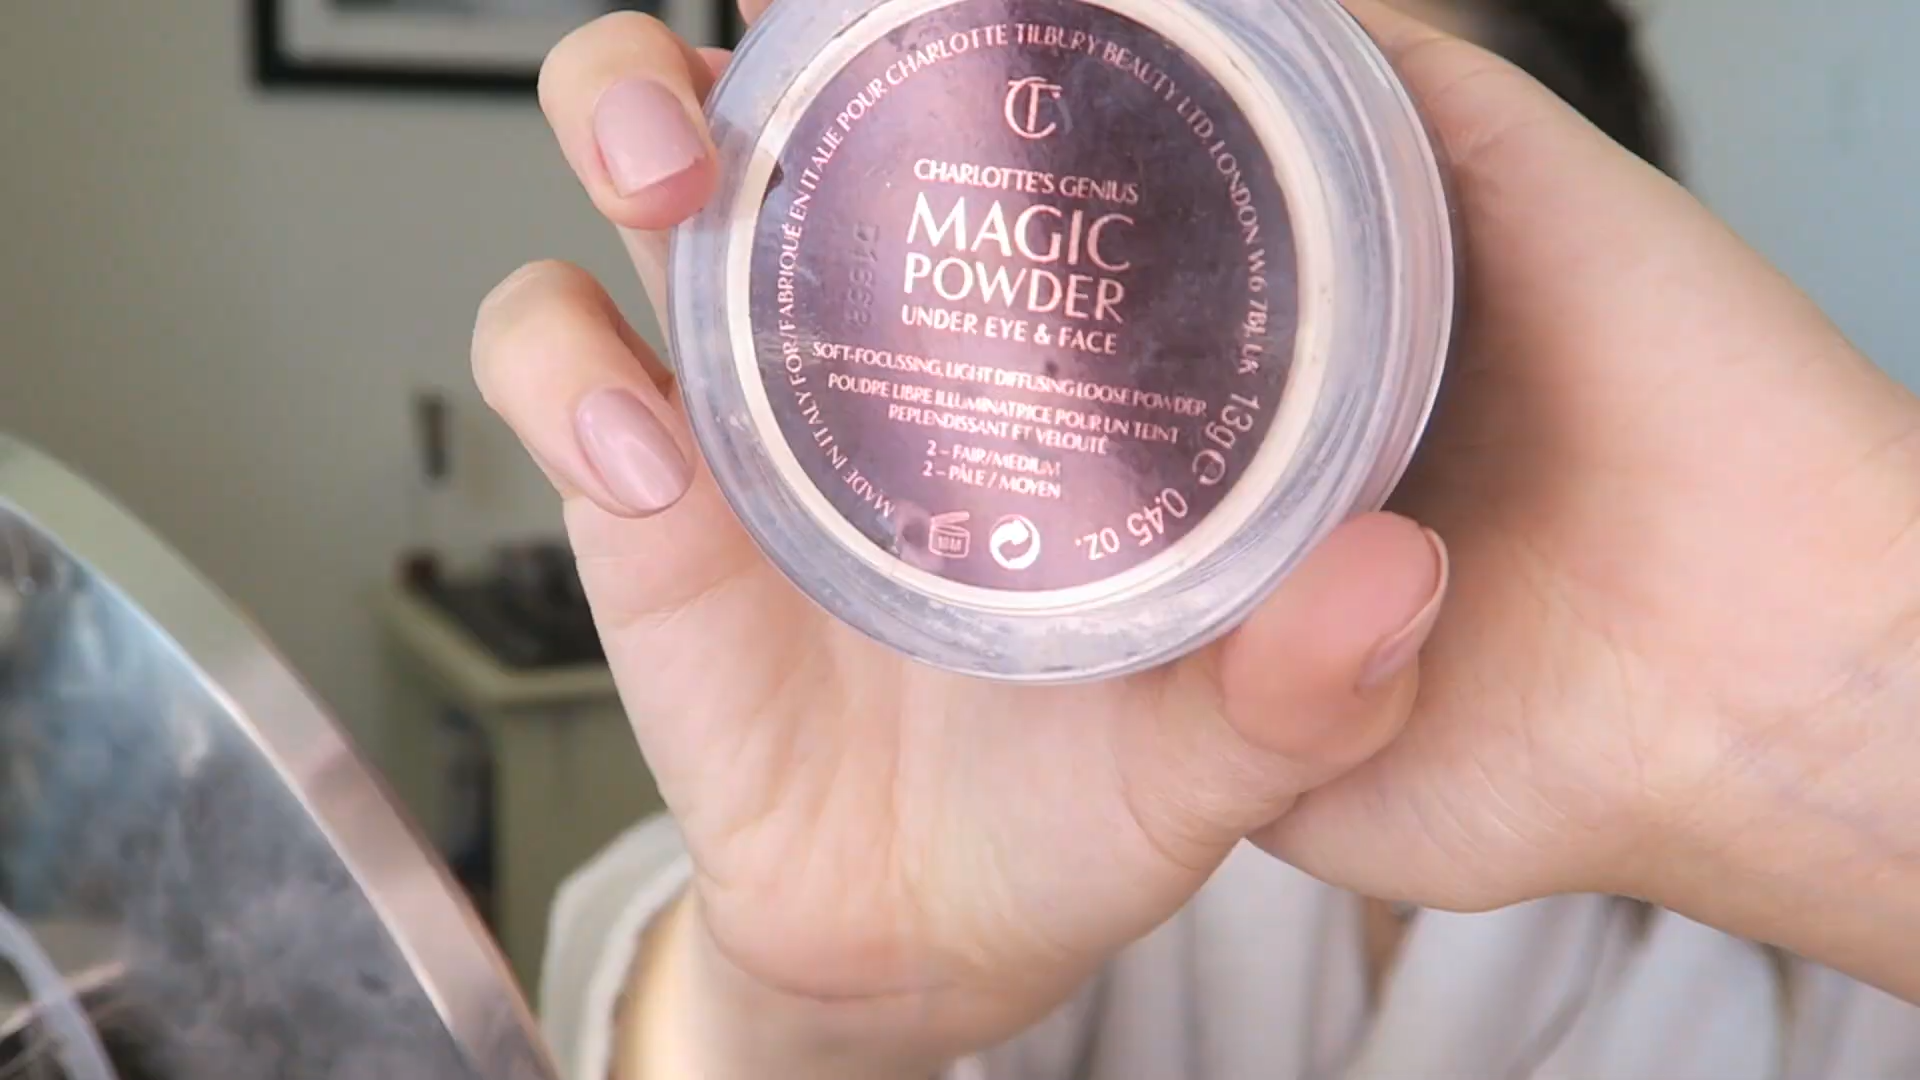 MADE IN ITALY FOR/FABRIQUÉ EN ITALIE POUR CHARLOTTE TILBURY BEAUTY LTD, LONDON W6 7BJ, UK 13g e 0.45 OZ.
CT
CHARLOTTE'S GENIUS
MAGIC
POWDER
UNDER EYE & FACE
SOFT-FOCUSSING, LIGHT DIFFUSING LOOSE POWDER
POUDRE LIBRE ILLUMINATRICE POUR UN TEINT
REPLENDISSANT ET VELOUTÉ
2 – FAIR/MEDIUM
2 – PÂLE / MOYEN